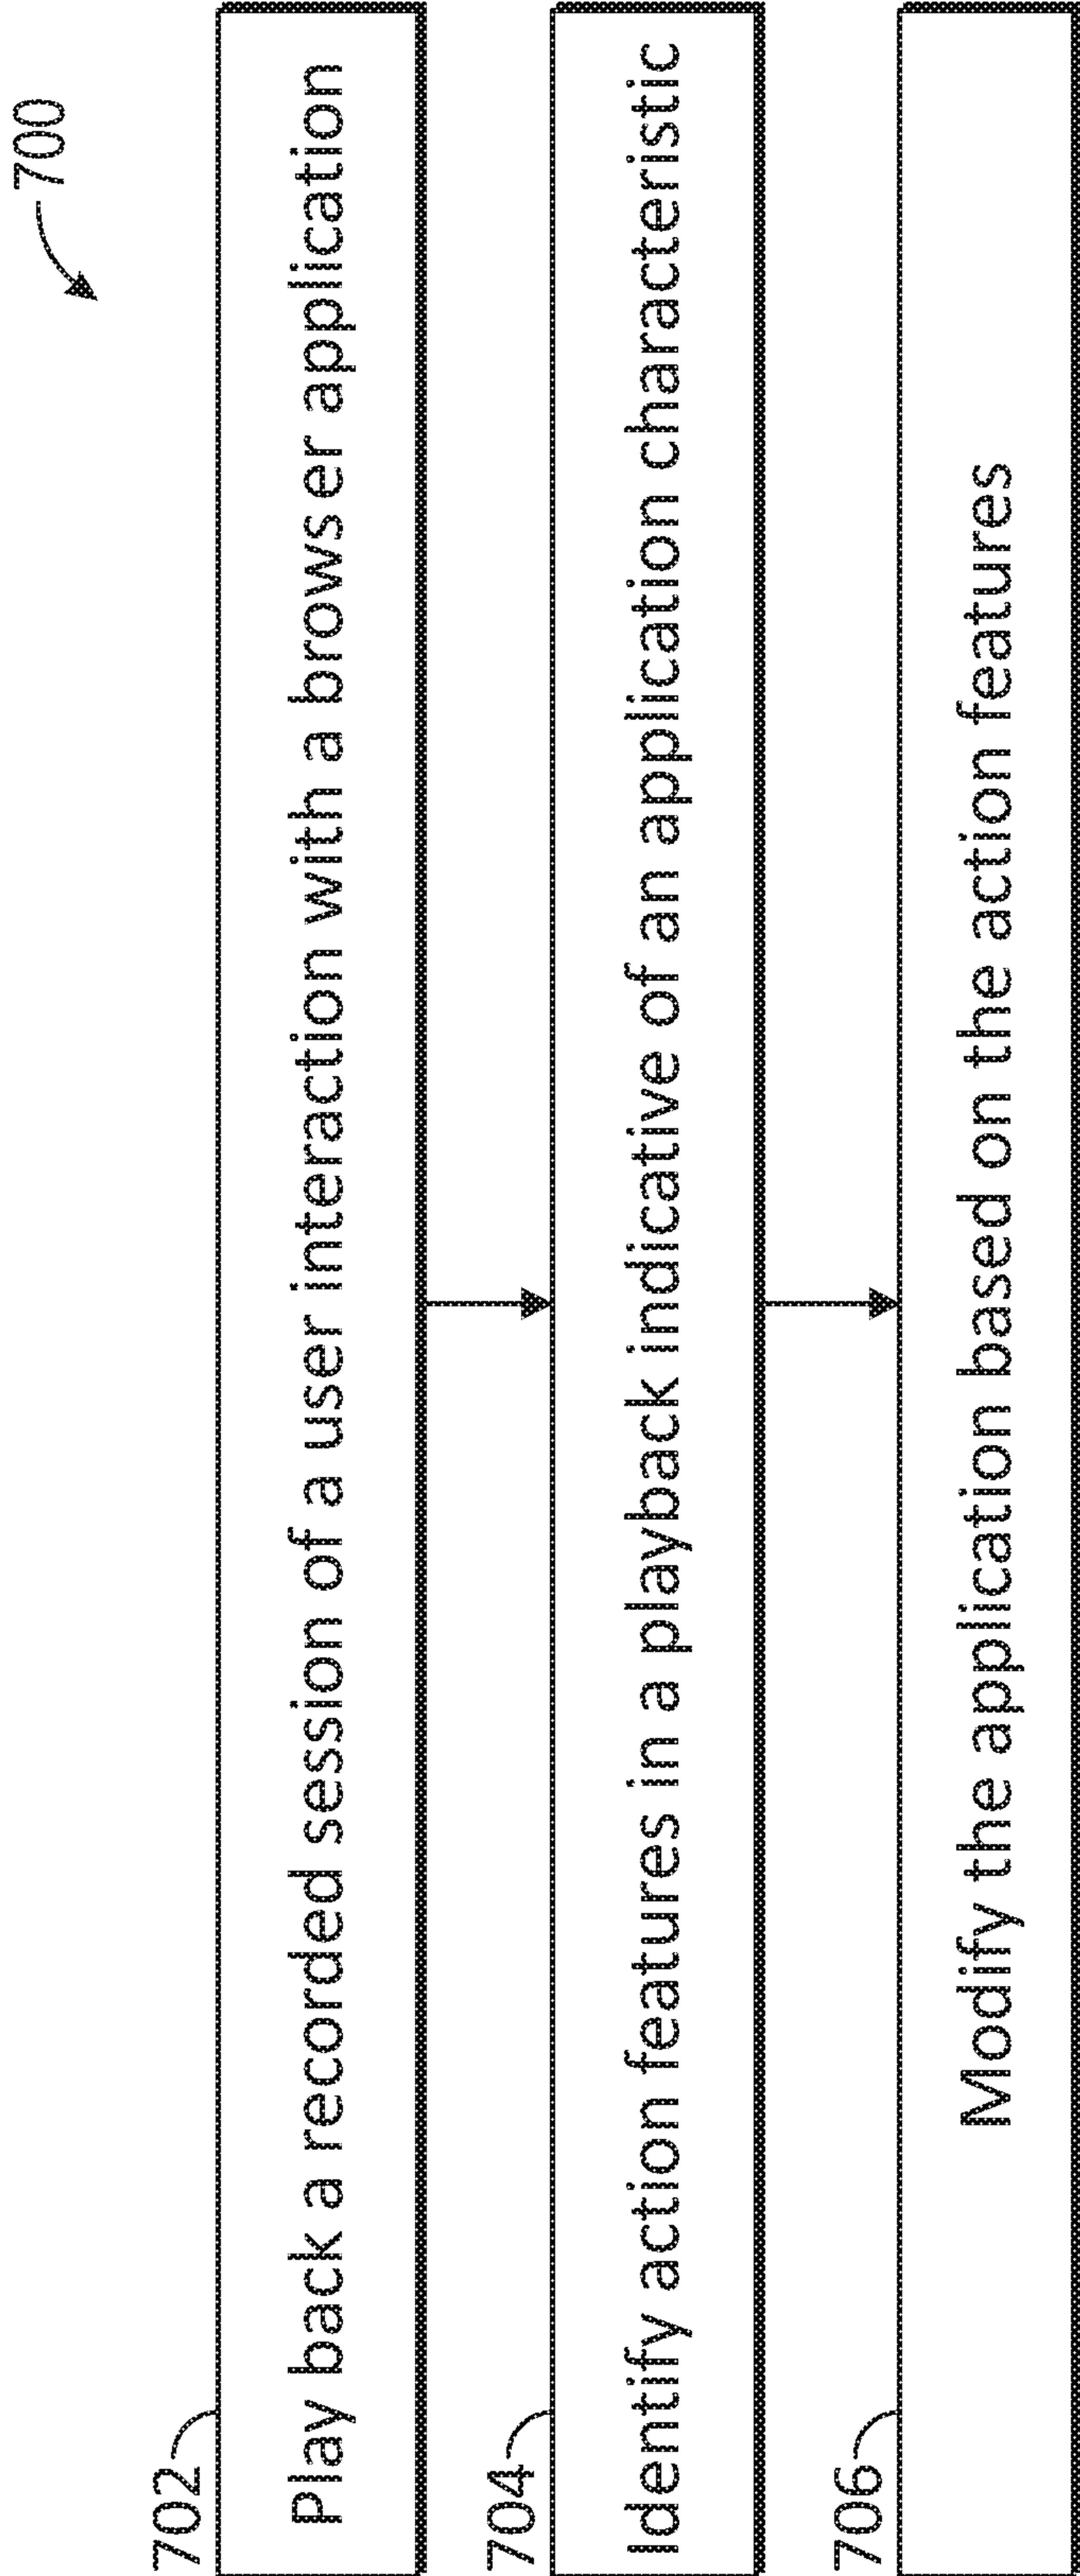 700
702
Play back a recorded session of a user interaction with a browser application
704
Identify action features in a playback indicative of an application characteristic
706
Modify the application based on the action features